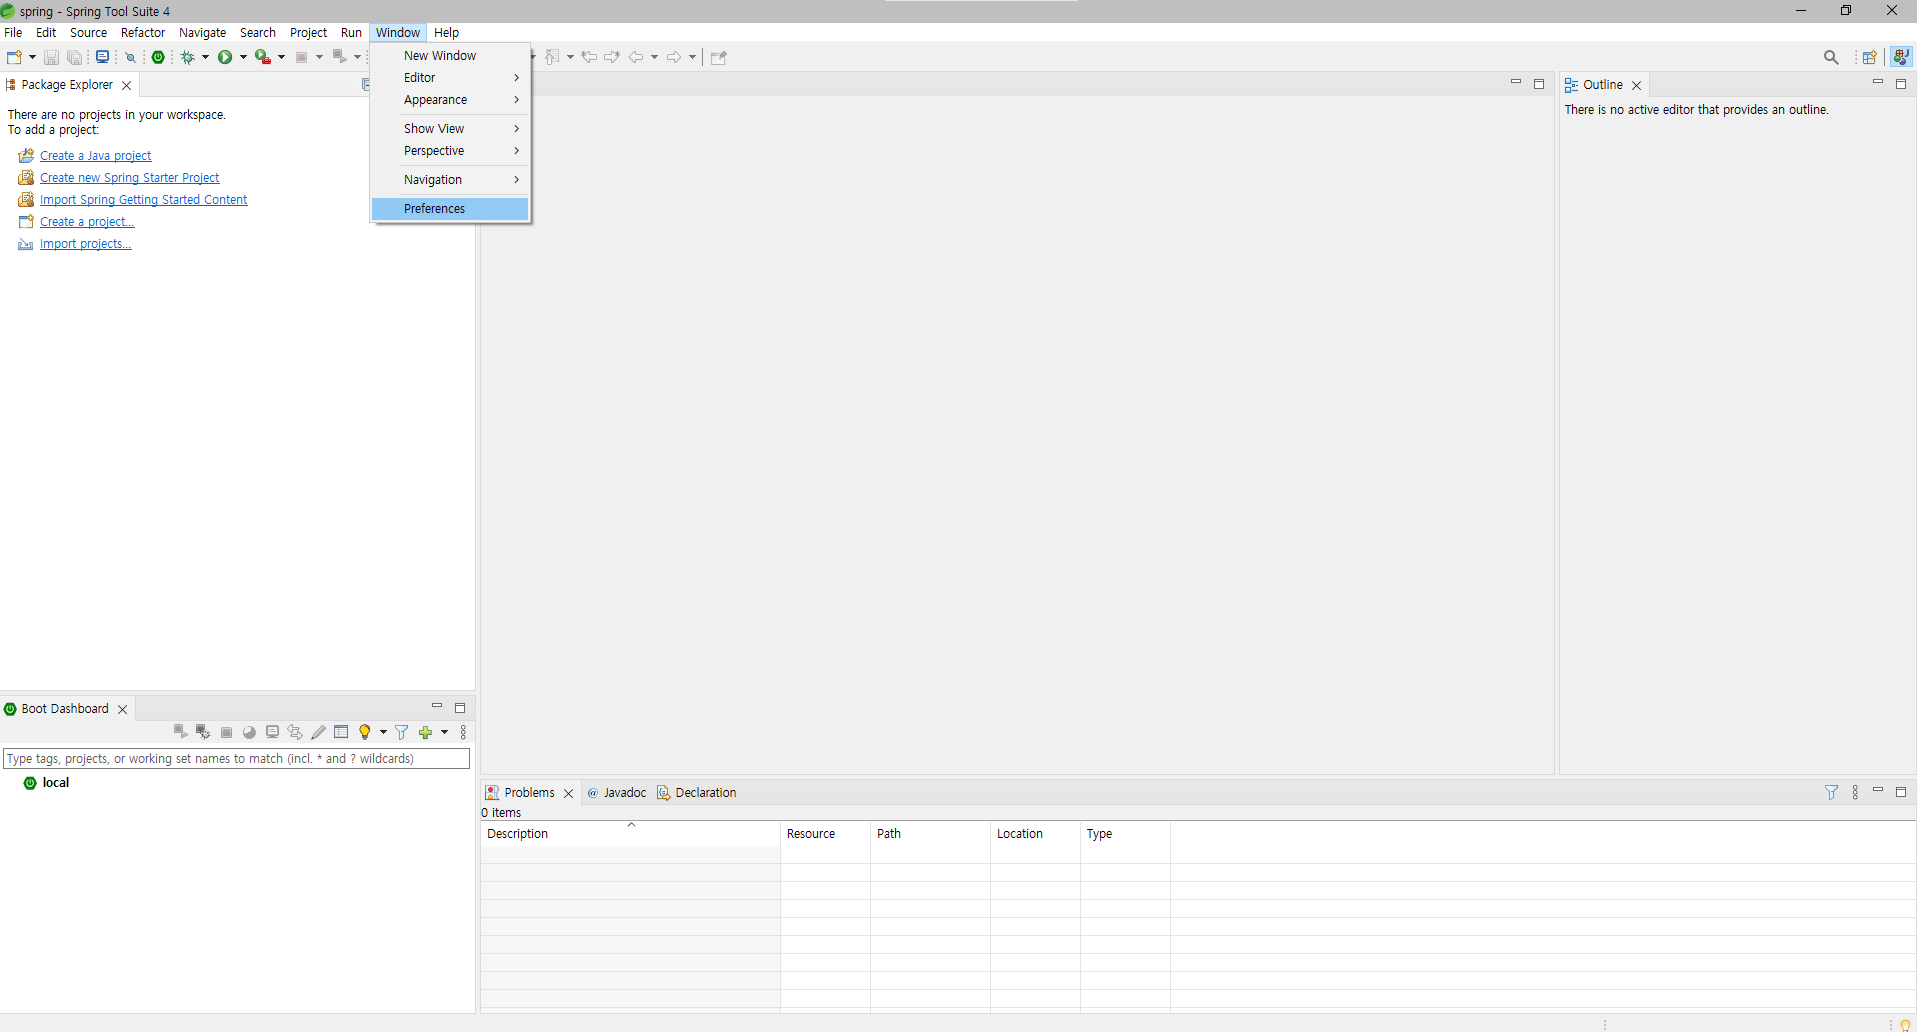 spring - Spring Tool Suite 4
File Edit Source Refactor Navigate Search Project Run Window Help
New Window
Editor
Appearance
Show View
Perspective
Navigation
Preferences
Package Explorer
There are no projects in your workspace.
To add a project:
Create a Java project
Create new Spring Starter Project
Import Spring Getting Started Content
Create a project...
Import projects...
Outline
There is no active editor that provides an outline.
Boot Dashboard
Type tags, projects, or working set names to match (incl. * and ? wildcards)
local
Problems @ Javadoc Declaration
0 items
Description Resource Path Location Type